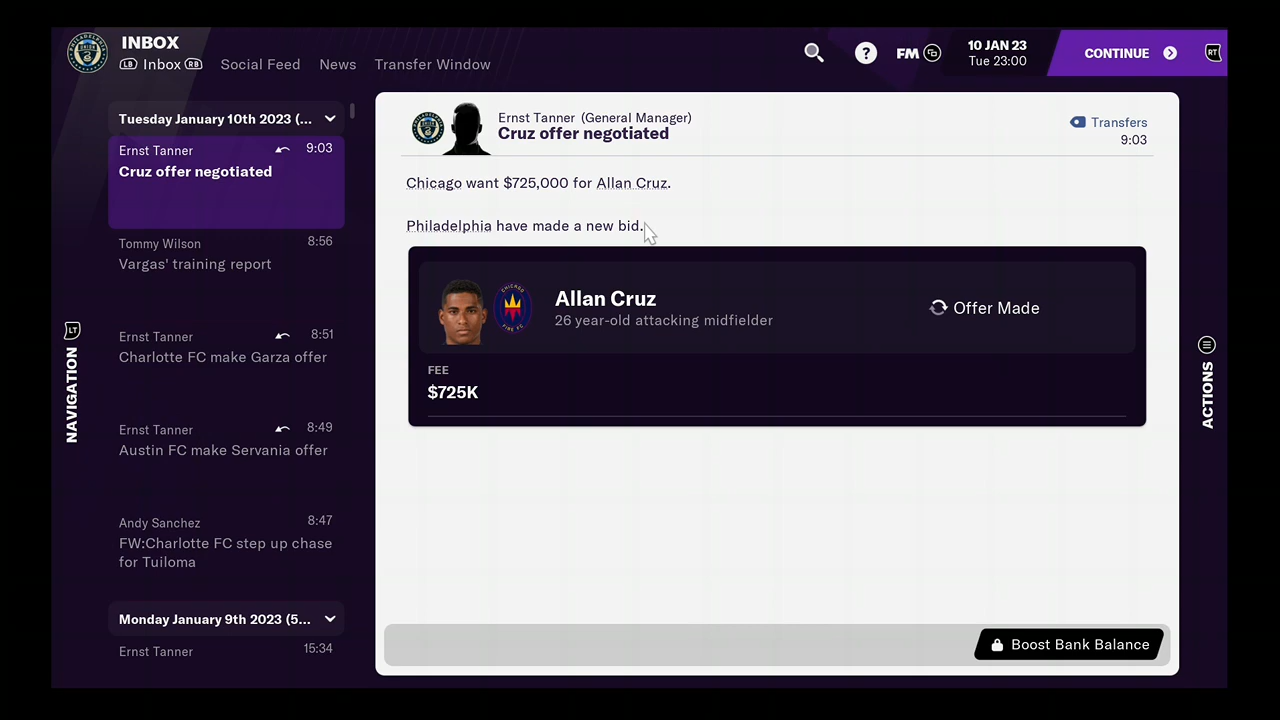 INBOX
LB Inbox RB Social Feed News Transfer Window
? FM 10 JAN 23
Tue 23:00
CONTINUE RT
Tuesday January 10th 2023 (...
Ernst Tanner 9:03
Cruz offer negotiated
Tommy Wilson 8:56
Vargas' training report
Ernst Tanner 8:51
Charlotte FC make Garza offer
Ernst Tanner 8:49
Austin FC make Servania offer
Andy Sanchez 8:47
FW:Charlotte FC step up chase
for Tuiloma
Monday January 9th 2023 (5...
Ernst Tanner 15:34
LT
NAVIGATION
Ernst Tanner (General Manager)
Cruz offer negotiated
Transfers
9:03
Chicago want $725,000 for Allan Cruz.
Philadelphia have made a new bid.
Allan Cruz
26 year-old attacking midfielder
Offer Made
FEE
$725K
Boost Bank Balance
ACTIONS